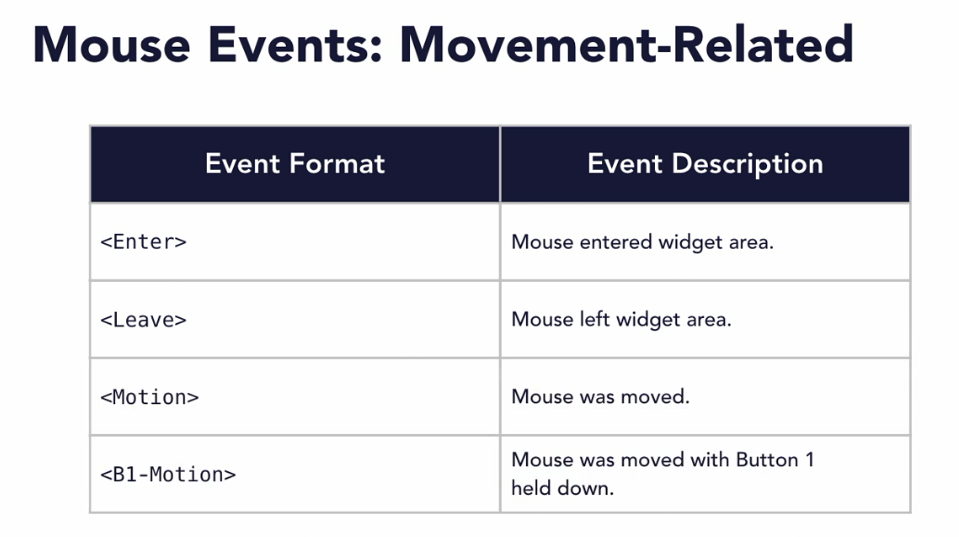 Mouse Events: Movement-Related
Event Format
Event Description
<Enter>
Mouse entered widget area.
<Leave>
Mouse left widget area.
<Motion>
Mouse was moved.
<B1-Motion>
Mouse was moved with Button 1
held down.